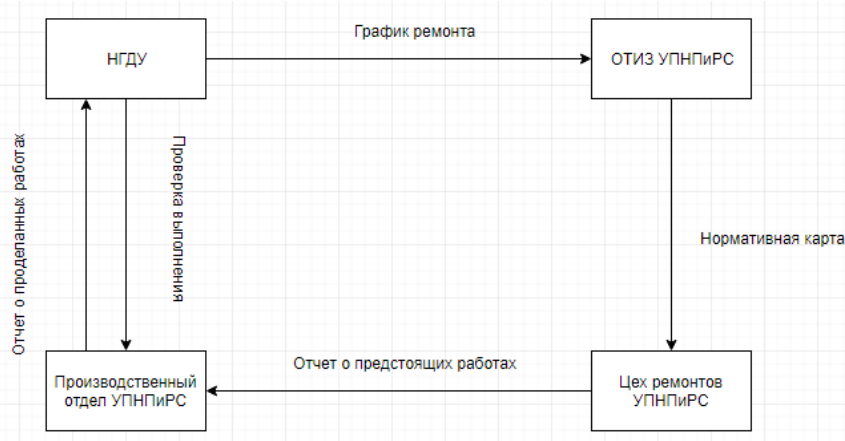 График ремонта
НГДУ
ОТИЗ УПНПиРС
Отчет о проделанных работах
Проверка выполнения
Нормативная карта
Отчет о предстоящих работах
Производственный
отдел УПНПиРС
Цех ремонтов
УПНПиРС